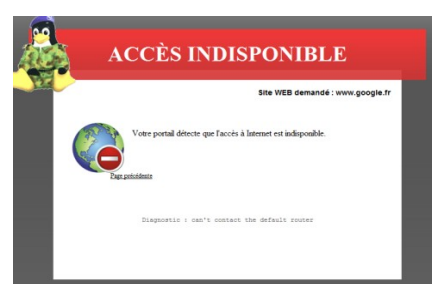 ACCÈS INDISPONIBLE
Site WEB demandé : www.google.fr
Votre portail détecte que l'accès à Internet est indisponible.
Page précédente
Diagnostic : can't contact the default router